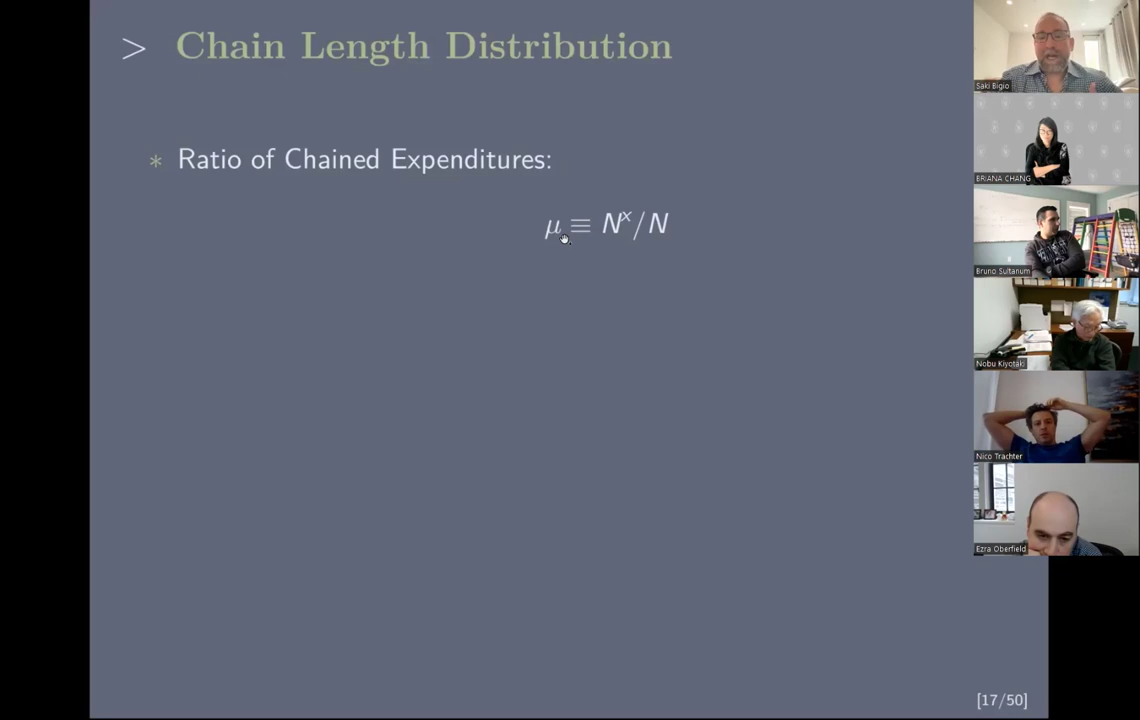 > Chain Length Distribution
* Ratio of Chained Expenditures:
μ ≡ Nˣ/N
[17/50]
Saki Bigio
BRIANA CHANG
Bruno Sultanum
Nobu Kiyotaki
Nico Trachter
Ezra Oberfield